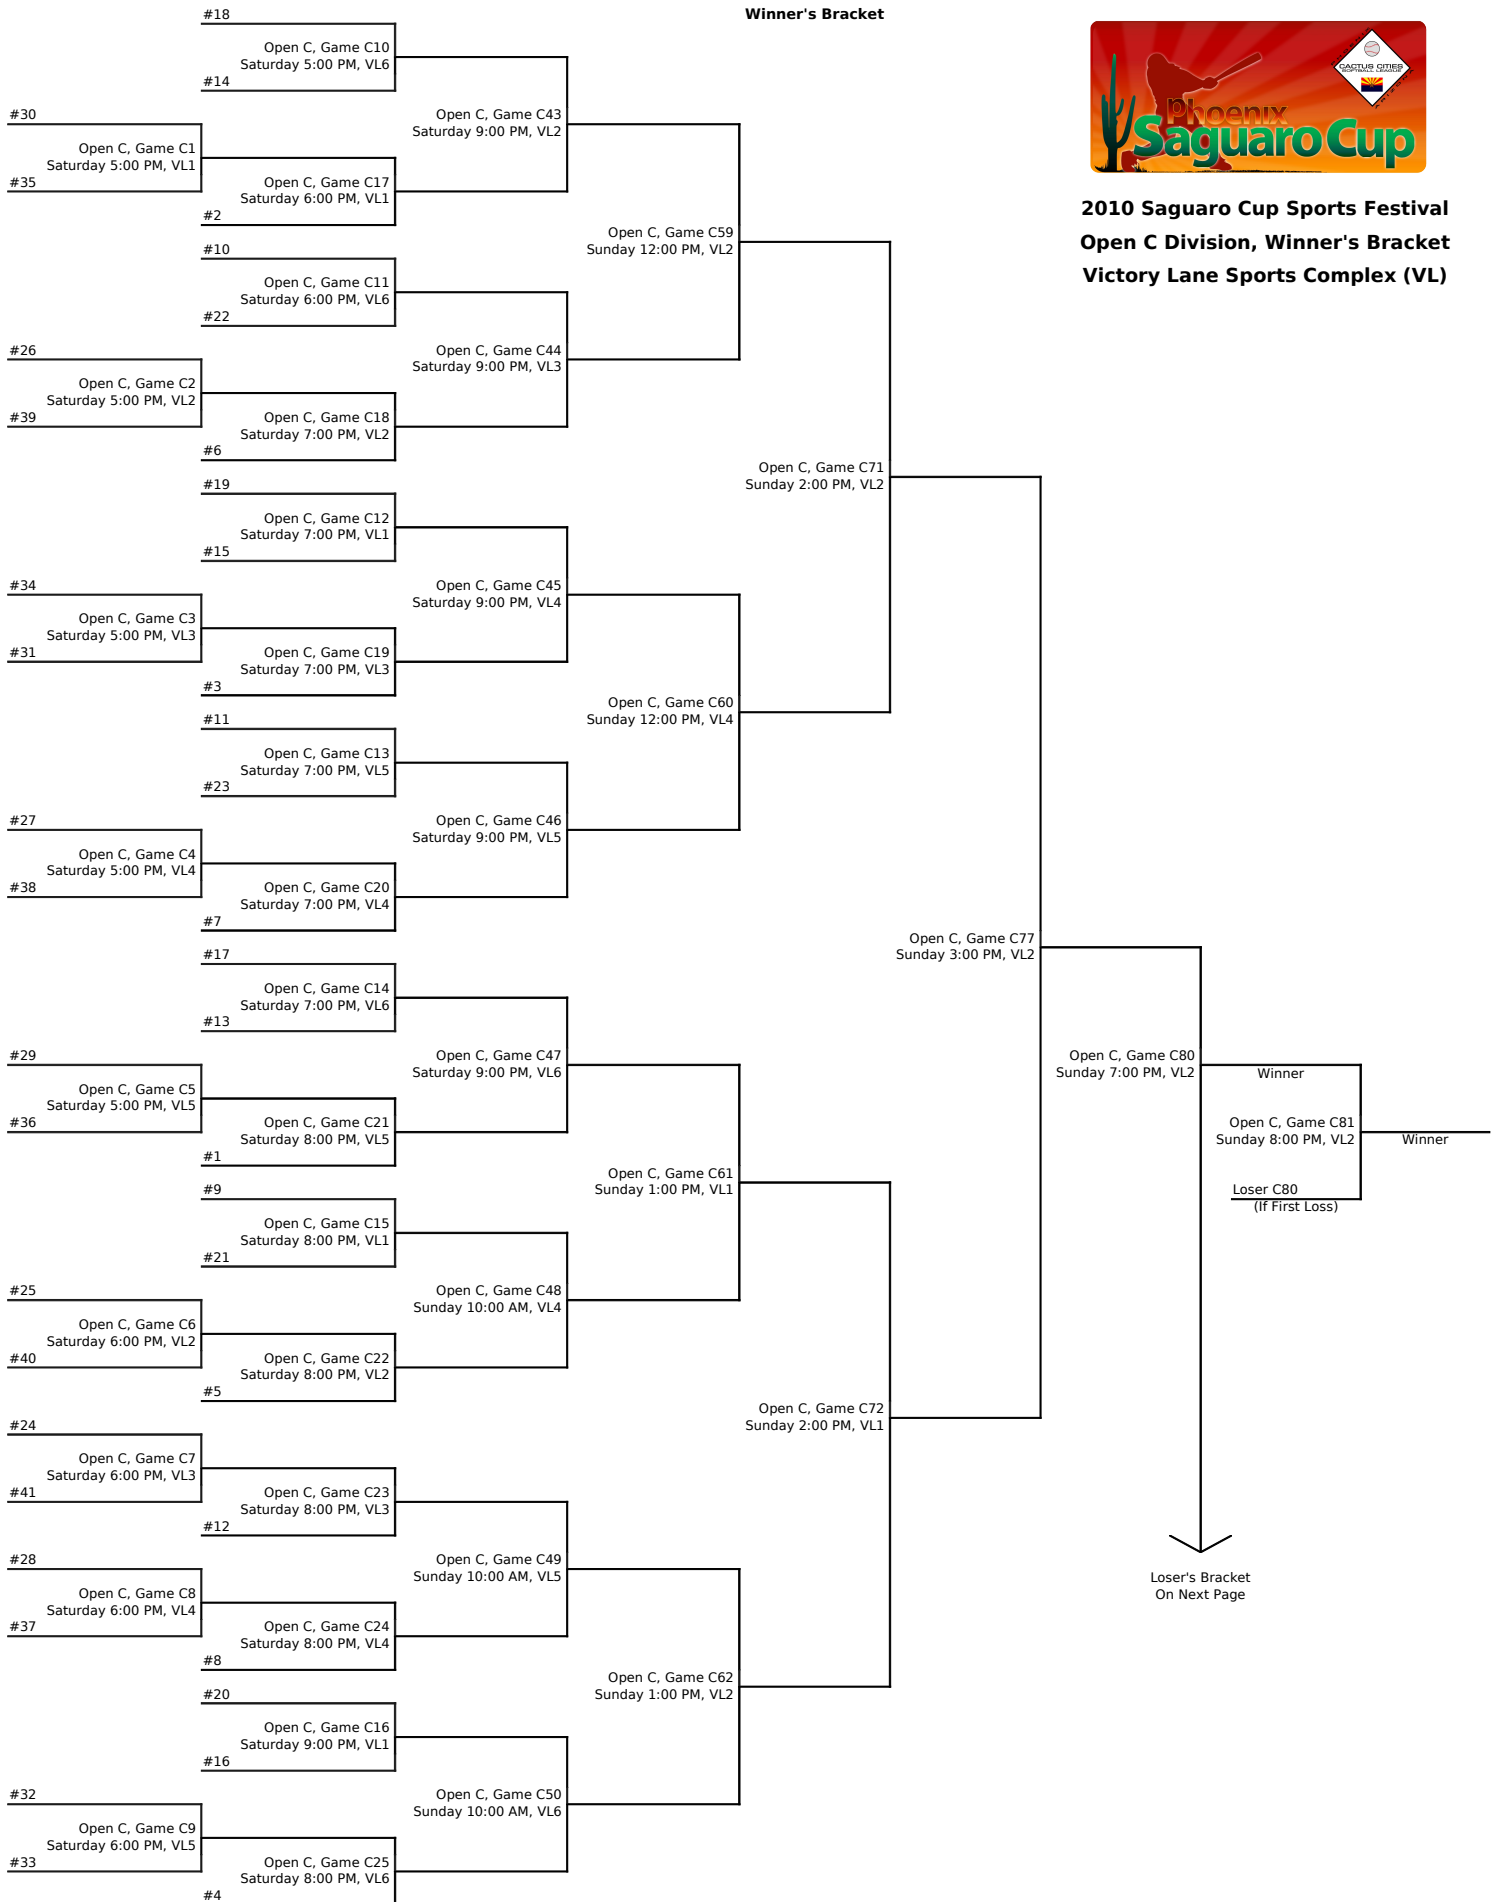 Winner's Bracket
CACTUS CITIES
SOFTBALL LEAGUE
Phoenix
Saguaro Cup
2010 Saguaro Cup Sports Festival
Open C Division, Winner's Bracket
Victory Lane Sports Complex (VL)
#18
Open C, Game C10
Saturday 5:00 PM, VL6
#14
#30
Open C, Game C1
Saturday 5:00 PM, VL1
#35
Open C, Game C43
Saturday 9:00 PM, VL2
Open C, Game C17
Saturday 6:00 PM, VL1
#2
Open C, Game C59
Sunday 12:00 PM, VL2
#10
Open C, Game C11
Saturday 6:00 PM, VL6
#22
#26
Open C, Game C2
Saturday 5:00 PM, VL2
#39
Open C, Game C44
Saturday 9:00 PM, VL3
Open C, Game C18
Saturday 7:00 PM, VL2
#6
Open C, Game C71
Sunday 2:00 PM, VL2
#19
Open C, Game C12
Saturday 7:00 PM, VL1
#15
#34
Open C, Game C3
Saturday 5:00 PM, VL3
#31
Open C, Game C45
Saturday 9:00 PM, VL4
Open C, Game C19
Saturday 7:00 PM, VL3
#3
Open C, Game C60
Sunday 12:00 PM, VL4
#11
Open C, Game C13
Saturday 7:00 PM, VL5
#23
#27
Open C, Game C4
Saturday 5:00 PM, VL4
#38
Open C, Game C46
Saturday 9:00 PM, VL5
Open C, Game C20
Saturday 7:00 PM, VL4
#7
Open C, Game C77
Sunday 3:00 PM, VL2
#17
Open C, Game C14
Saturday 7:00 PM, VL6
#13
#29
Open C, Game C5
Saturday 5:00 PM, VL5
#36
Open C, Game C47
Saturday 9:00 PM, VL6
Open C, Game C80
Sunday 7:00 PM, VL2
Winner
Open C, Game C21
Saturday 8:00 PM, VL5
#1
Open C, Game C81
Sunday 8:00 PM, VL2
Winner
Loser C80
(If First Loss)
Open C, Game C61
Sunday 1:00 PM, VL1
#9
Open C, Game C15
Saturday 8:00 PM, VL1
#21
#25
Open C, Game C6
Saturday 6:00 PM, VL2
#40
Open C, Game C48
Sunday 10:00 AM, VL4
Open C, Game C22
Saturday 8:00 PM, VL2
#5
Open C, Game C72
Sunday 2:00 PM, VL1
#24
Open C, Game C7
Saturday 6:00 PM, VL3
#41
Open C, Game C23
Saturday 8:00 PM, VL3
#12
Open C, Game C49
Sunday 10:00 AM, VL5
#28
Open C, Game C8
Saturday 6:00 PM, VL4
#37
Open C, Game C24
Saturday 8:00 PM, VL4
#8
Loser's Bracket
On Next Page
Open C, Game C62
Sunday 1:00 PM, VL2
#20
Open C, Game C16
Saturday 9:00 PM, VL1
#16
Open C, Game C50
Sunday 10:00 AM, VL6
#32
Open C, Game C9
Saturday 6:00 PM, VL5
#33
Open C, Game C25
Saturday 8:00 PM, VL6
#4